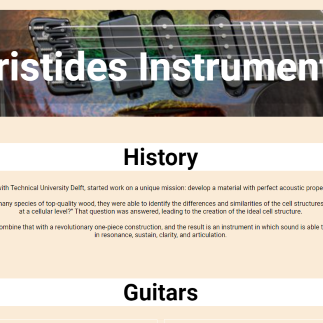 ristides Instrument
History
ith Technical University Delft, started work on a unique mission: develop a material with perfect acoustic prope
any species of top-quality wood, they were able to identify the differences and similarities of the cell structures
at a cellular level?" That question was answered, leading to the creation of the ideal cell structure.
ombine that with a revolutionary one-piece construction, and the result is an instrument in which sound is able t
in resonance, sustain, clarity, and articulation.
Guitars